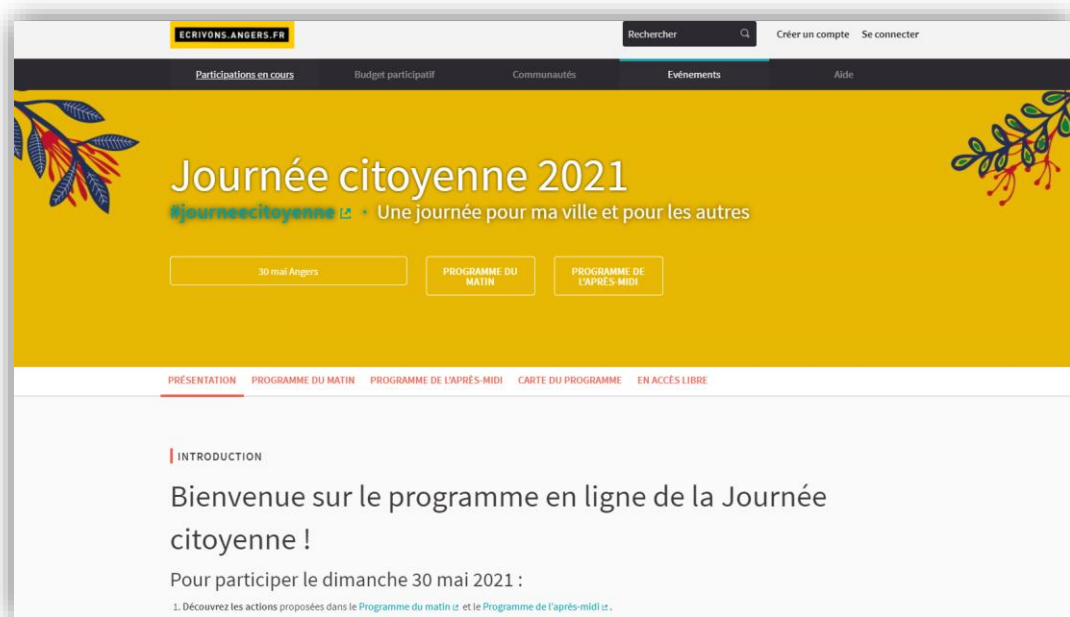 ECRIVONS.ANGERS.FR
Rechercher
Créer un compte Se connecter
Participations en cours
Budget participatif
Communautés
Evénements
Aide
Journée citoyenne 2021
#journeecitoyenne · Une journée pour ma ville et pour les autres
30 mai Angers
PROGRAMME DU
MATIN
PROGRAMME DE
L'APRÈS-MIDI
PRÉSENTATION PROGRAMME DU MATIN PROGRAMME DE L'APRÈS-MIDI CARTE DU PROGRAMME EN ACCÈS LIBRE
INTRODUCTION
Bienvenue sur le programme en ligne de la Journée
citoyenne !
Pour participer le dimanche 30 mai 2021 :
1. Découvrez les actions proposées dans le Programme du matin et le Programme de l'après-midi .